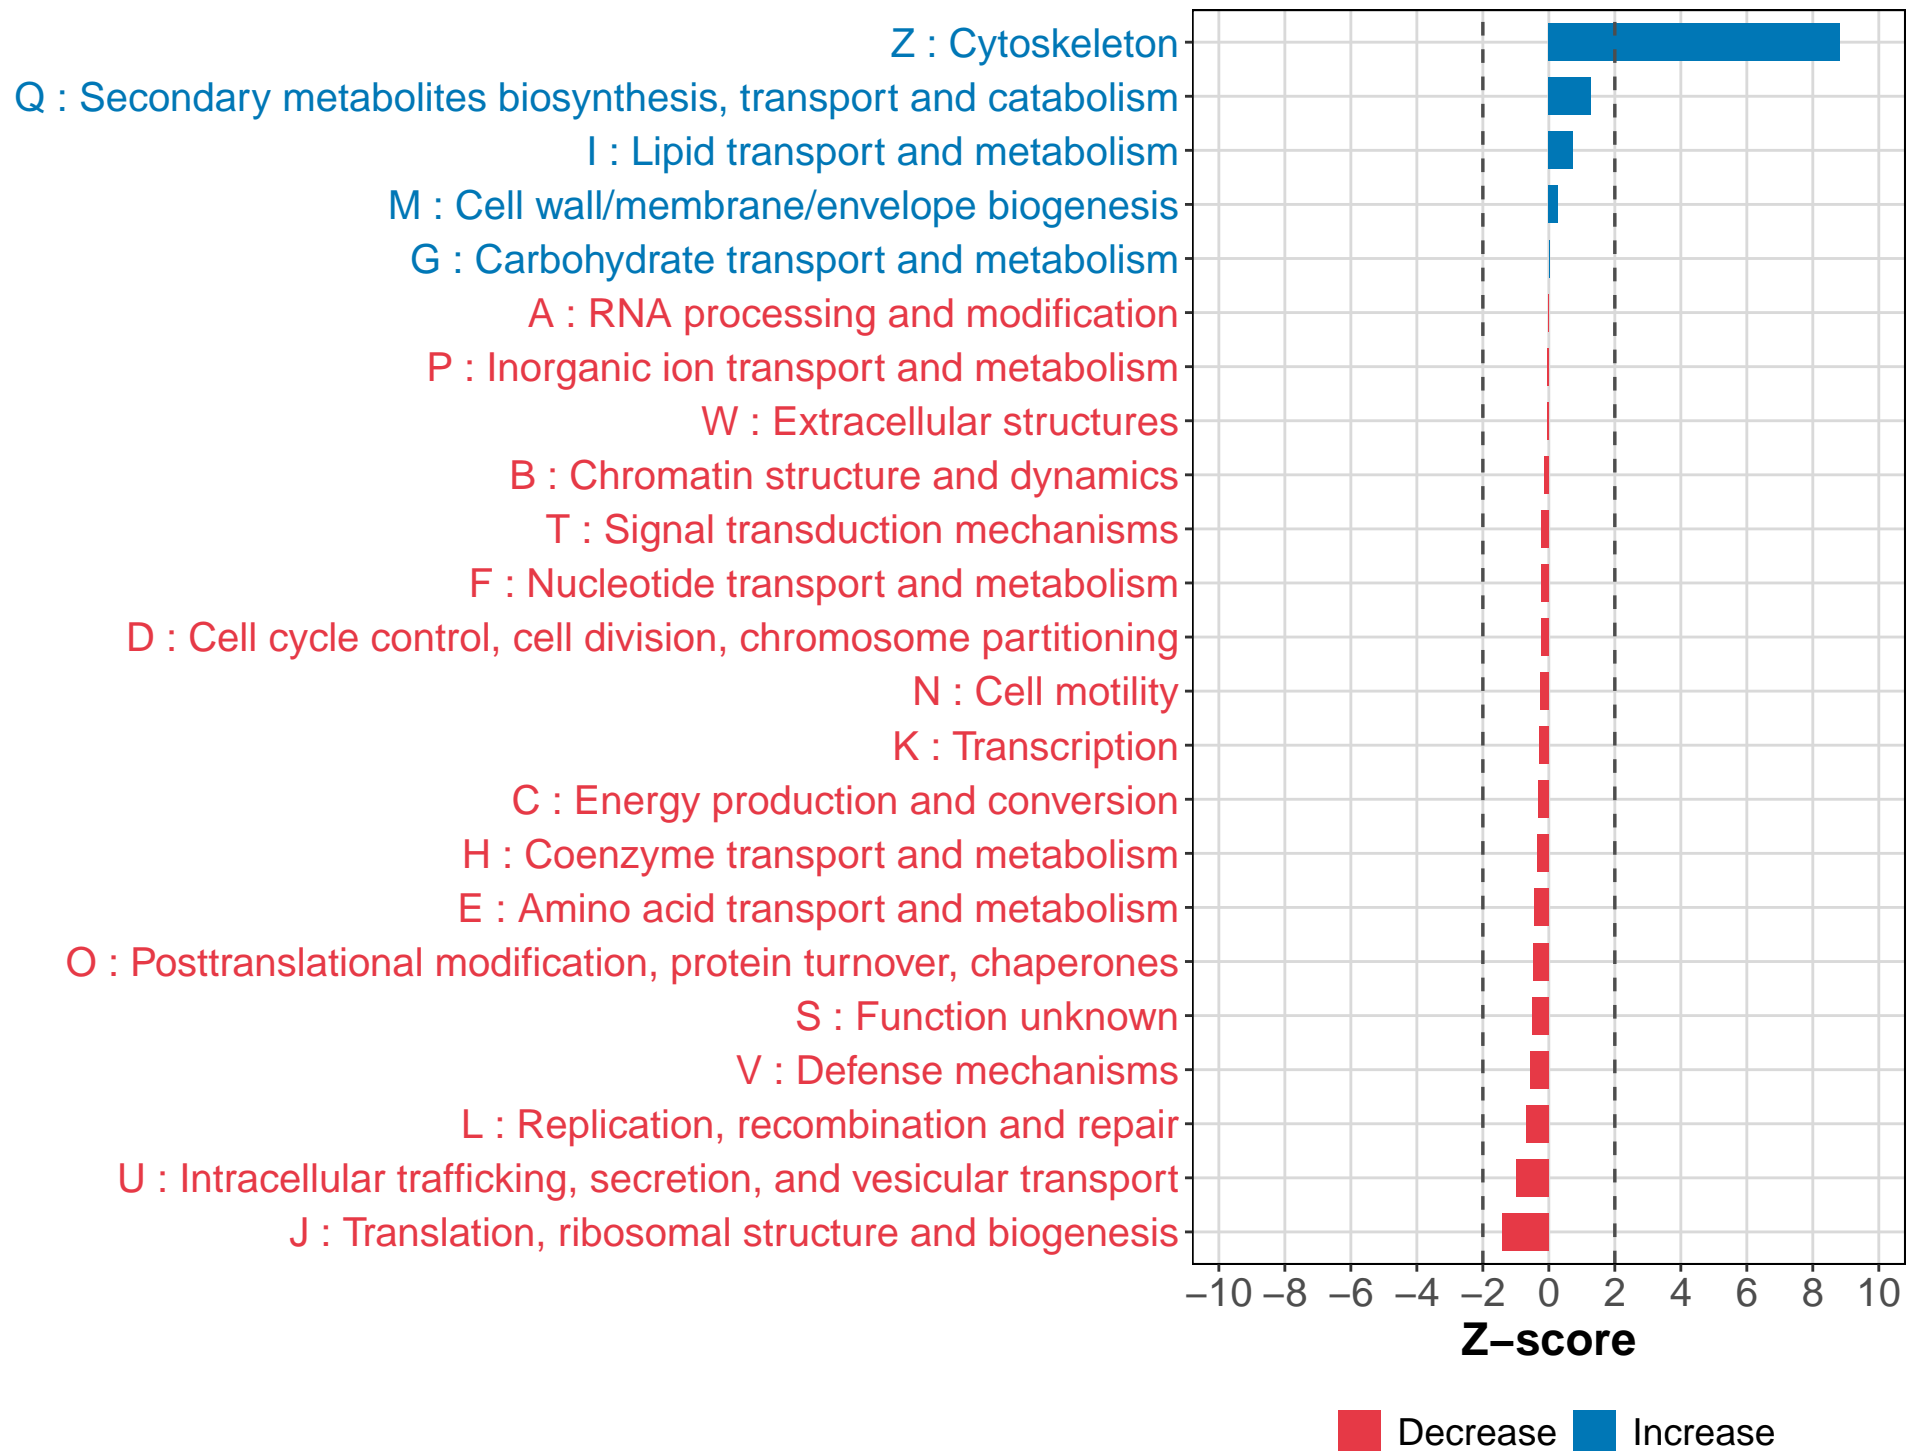 Z : Cytoskeleton
Q : Secondary metabolites biosynthesis, transport and catabolism
I : Lipid transport and metabolism
M : Cell wall/membrane/envelope biogenesis
G : Carbohydrate transport and metabolism
A : RNA processing and modification
P : Inorganic ion transport and metabolism
W : Extracellular structures
B : Chromatin structure and dynamics
T : Signal transduction mechanisms
F : Nucleotide transport and metabolism
D : Cell cycle control, cell division, chromosome partitioning
N : Cell motility
K : Transcription
C : Energy production and conversion
H : Coenzyme transport and metabolism
E : Amino acid transport and metabolism
O : Posttranslational modification, protein turnover, chaperones
S : Function unknown
V : Defense mechanisms
L : Replication, recombination and repair
U : Intracellular trafficking, secretion, and vesicular transport
J : Translation, ribosomal structure and biogenesis
−10 −8 −6 −4 −2 0 2 4 6 8 10
Z−score
Decrease Increase